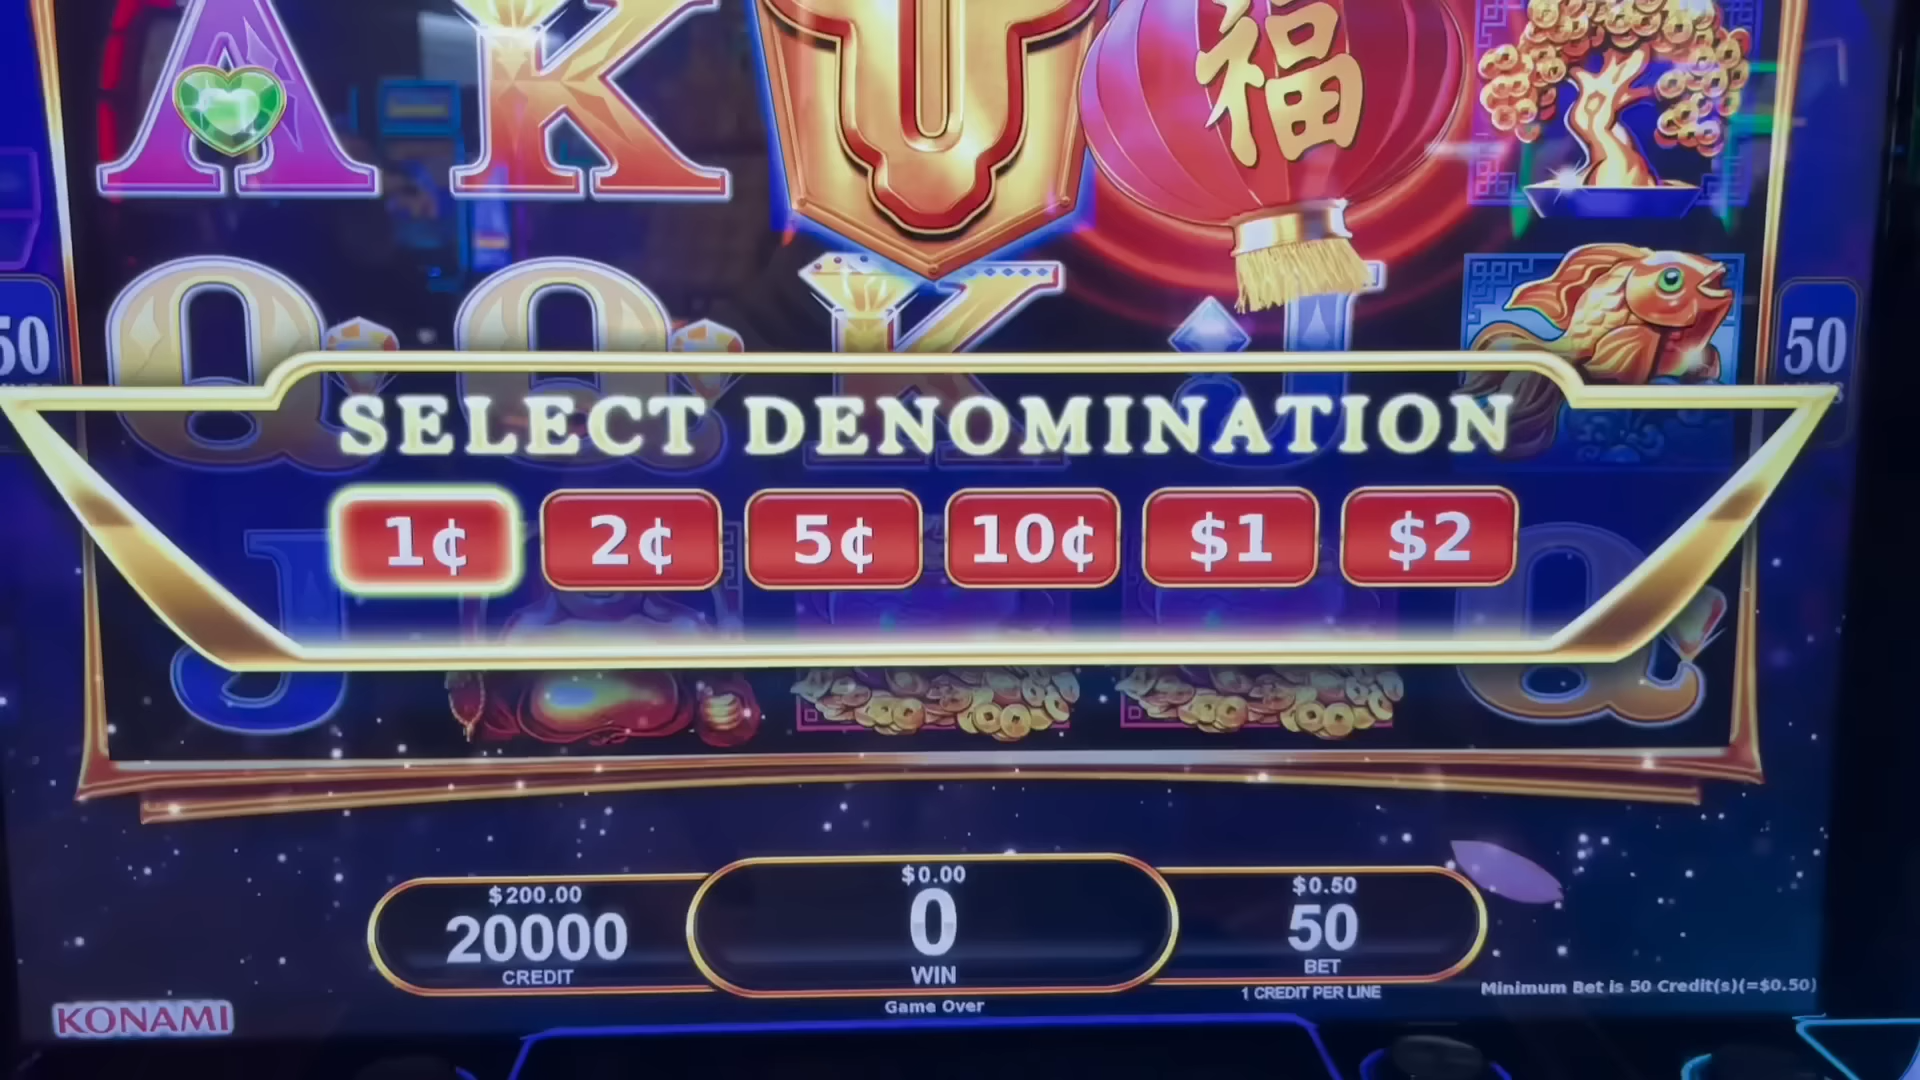 A K 福
Q Q K J
50 50
SELECT DENOMINATION
1¢ 2¢ 5¢ 10¢ $1 $2
J Q
$200.00
20000
CREDIT
$0.00
0
WIN
Game Over
$0.50
50
BET
1 CREDIT PER LINE
Minimum Bet is 50 Credit(s)(=$0.50)
KONAMI